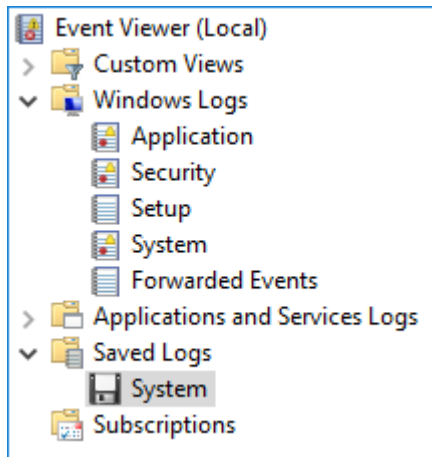 Event Viewer (Local)
Custom Views
Windows Logs
Application
Security
Setup
System
Forwarded Events
Applications and Services Logs
Saved Logs
System
Subscriptions